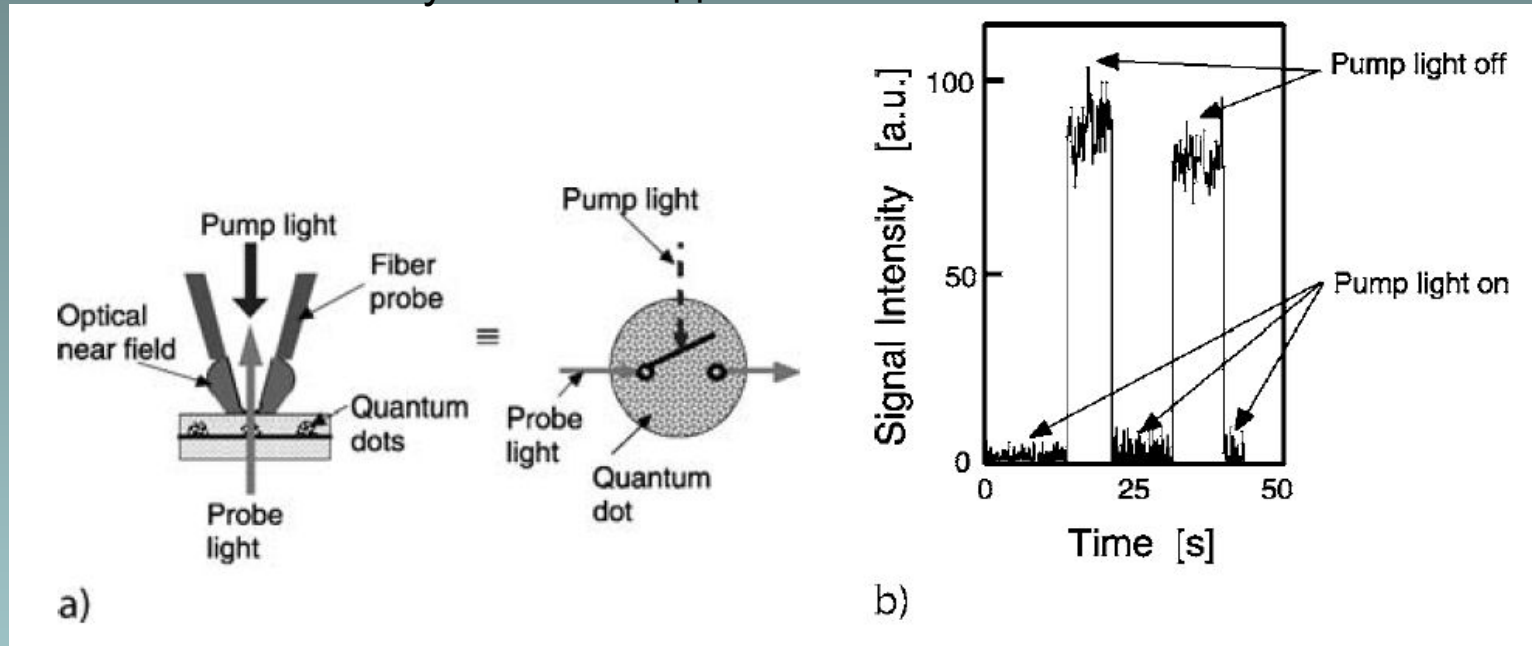 Pump light
Fiber
probe
Optical
near field
Quantum
dots
Probe
light
≡
Pump light
Probe
light
Quantum
dot
a)
Signal Intensity [a.u.]
100
50
0
0
25
50
Time [s]
Pump light off
Pump light on
b)